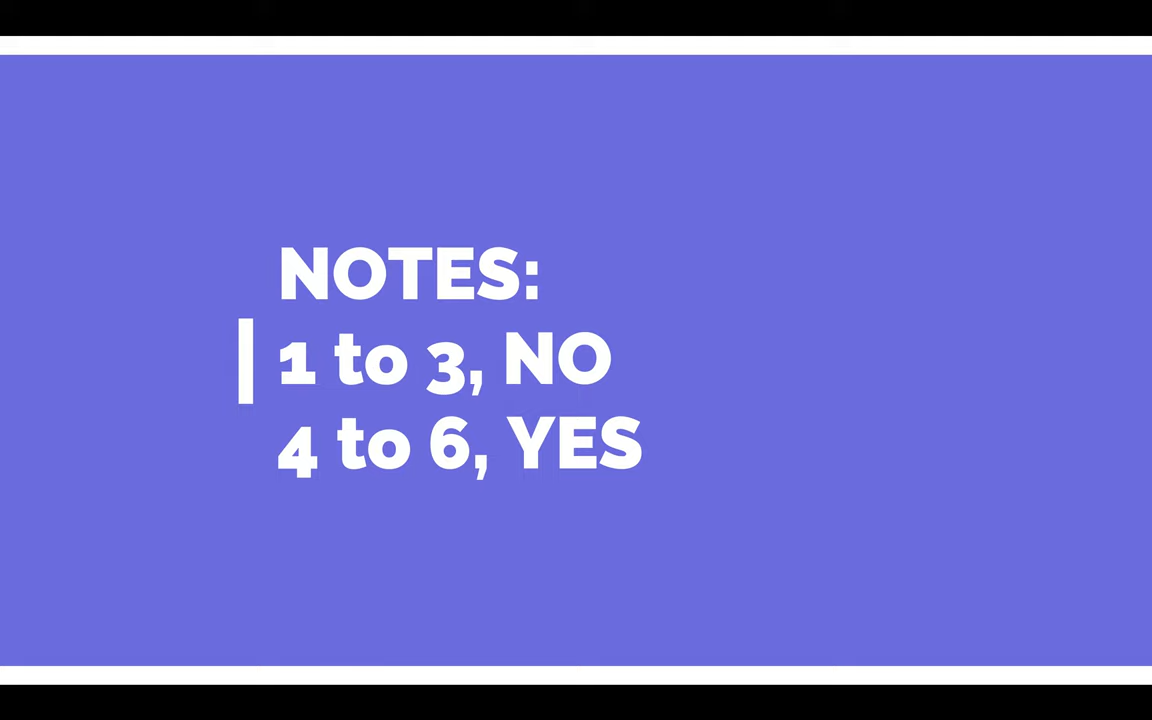 NOTES:
1 to 3, NO
4 to 6, YES